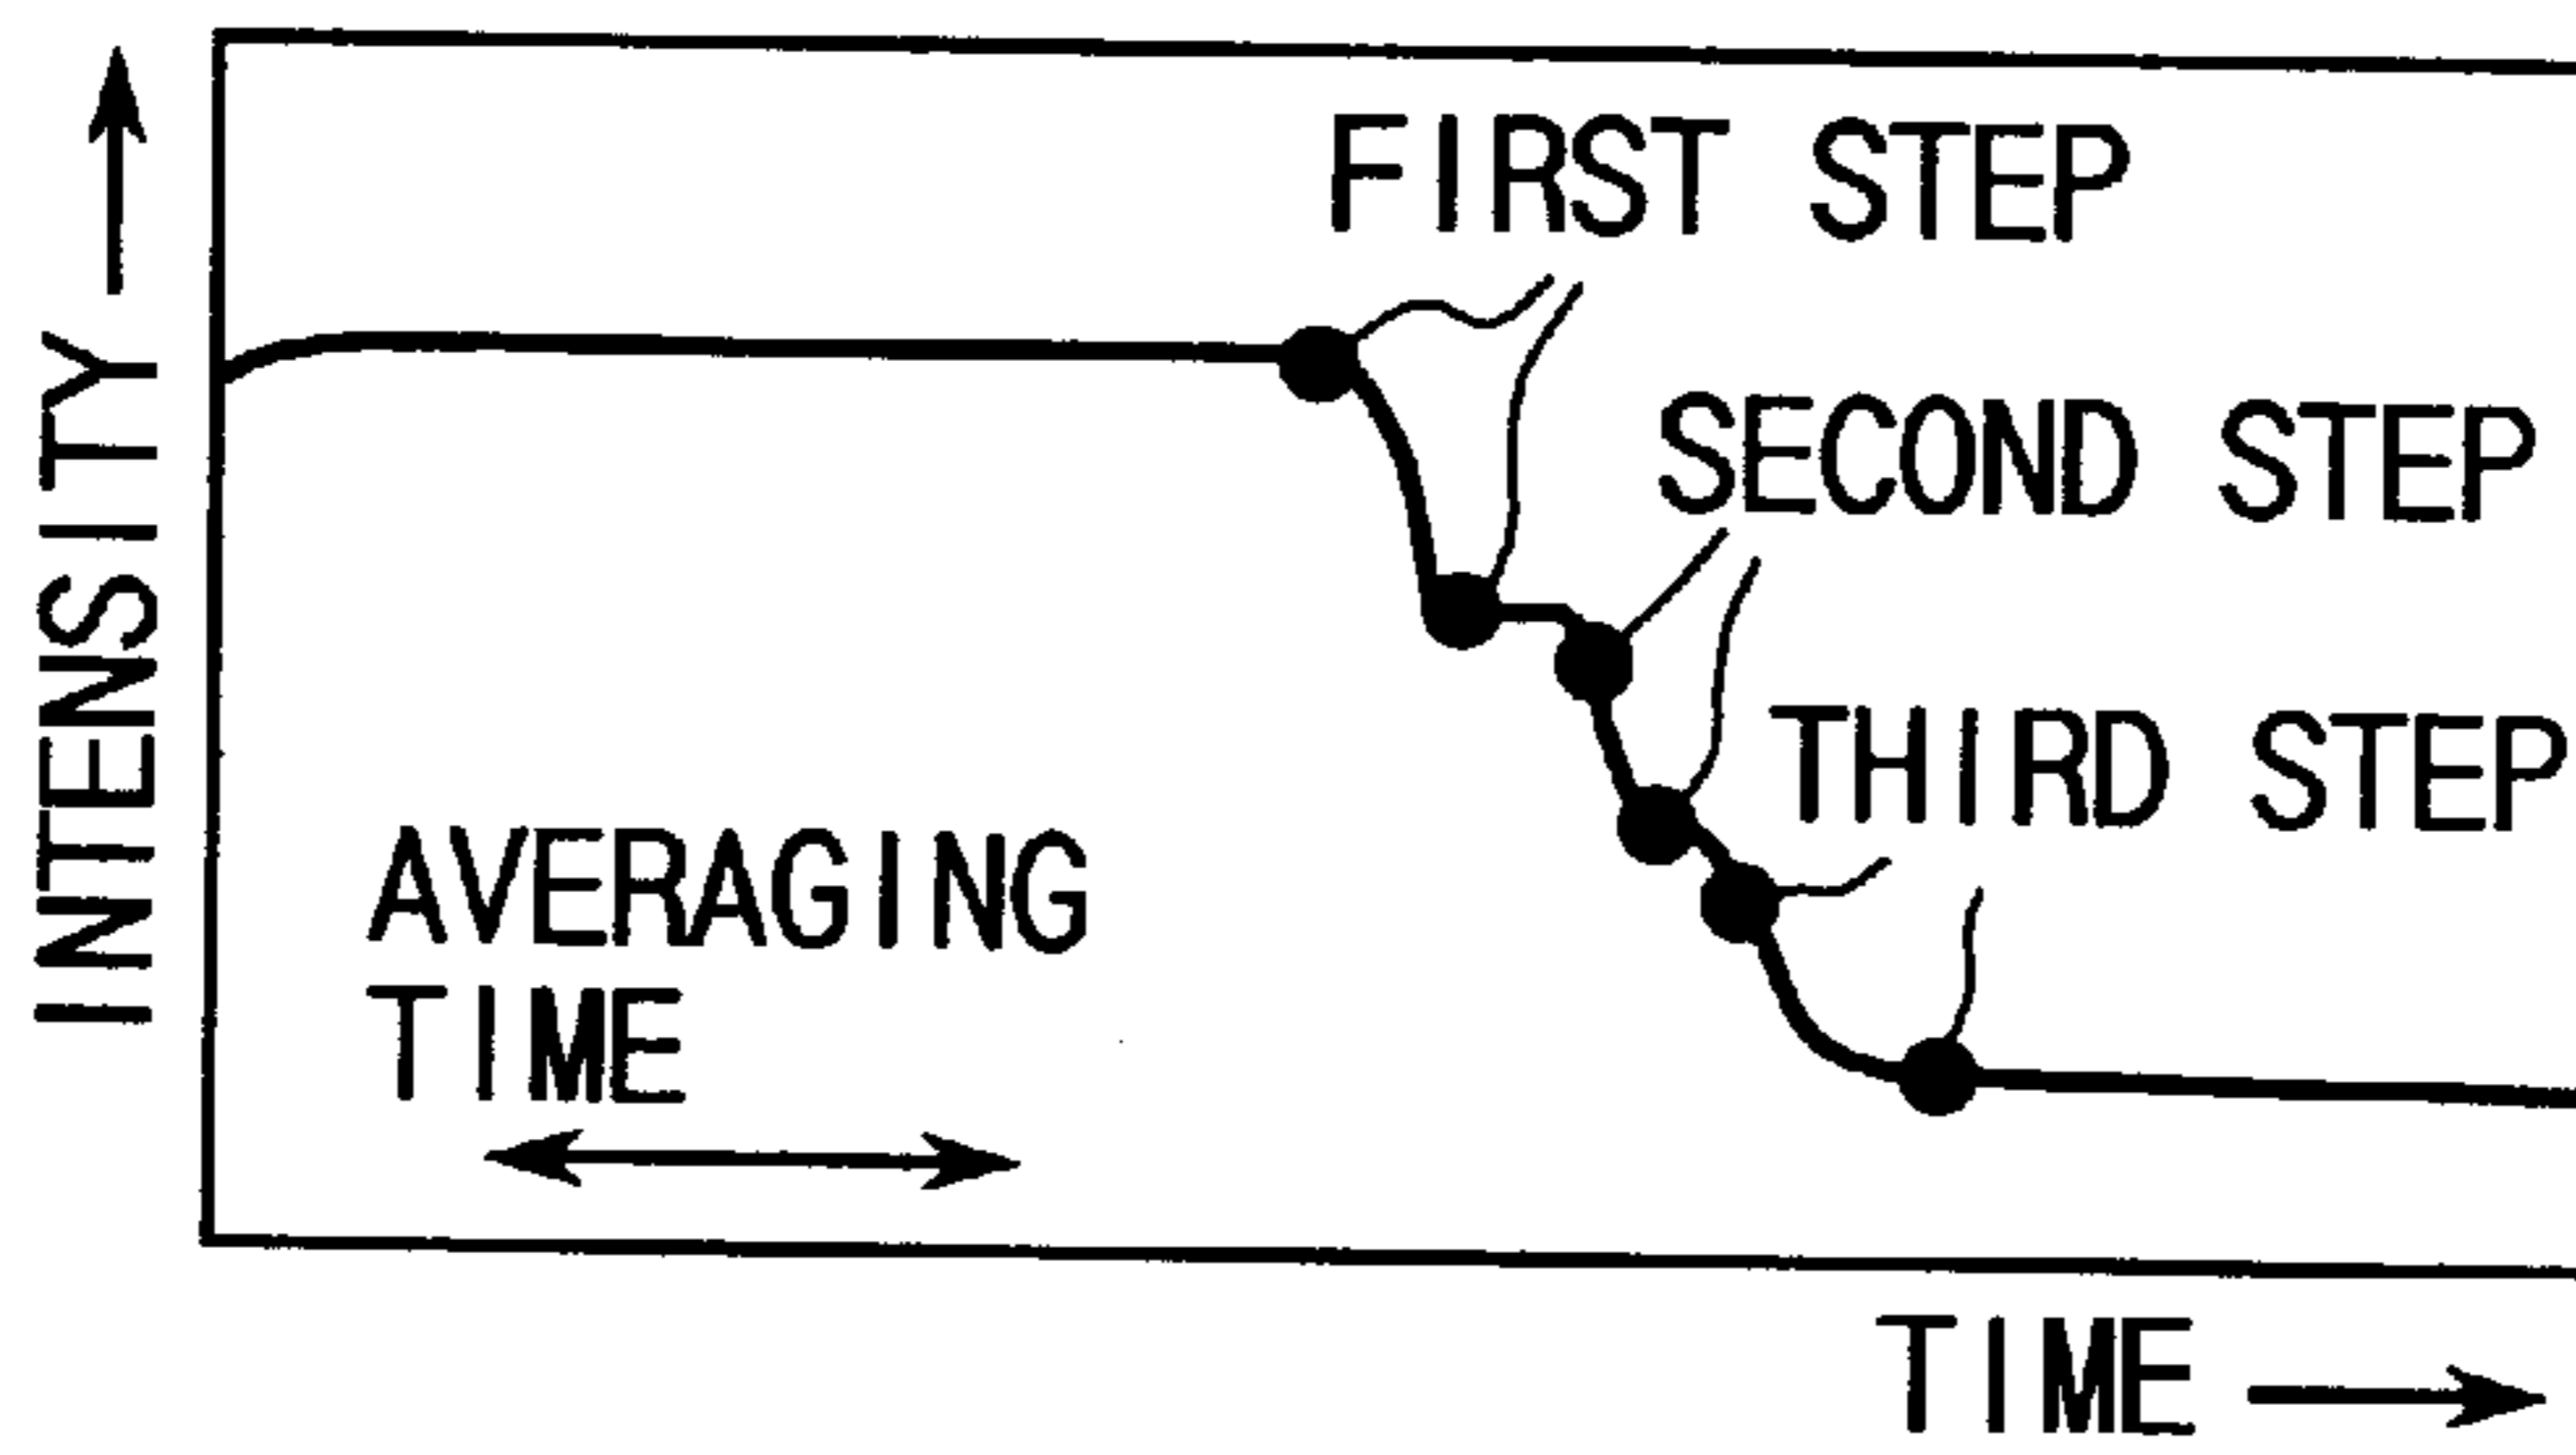 INTENSITY
FIRST STEP
SECOND STEP
THIRD STEP
AVERAGING
TIME
TIME